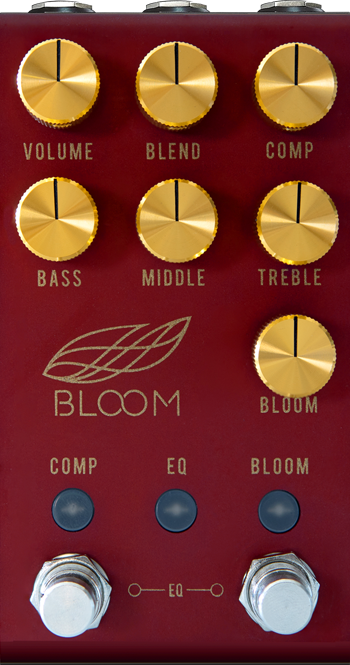 VOLUME BLEND COMP
BASS MIDDLE TREBLE
BLOOM
BLOOM
COMP EQ BLOOM
EQ